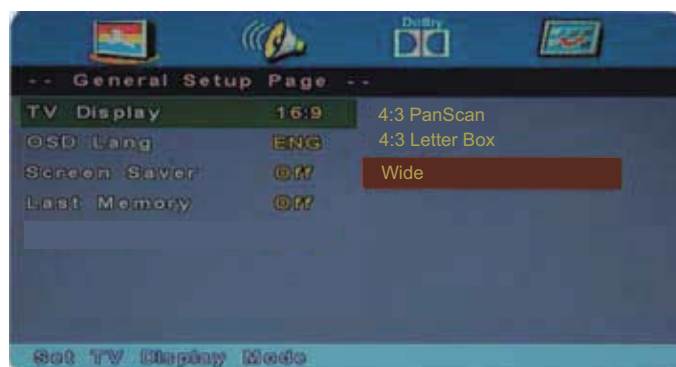 Dolby
-- General Setup Page --
TV Display 16:9
OSD Lang ENG
Screen Saver Off
Last Memory Off
4:3 PanScan
4:3 Letter Box
Wide
Set TV Display Mode